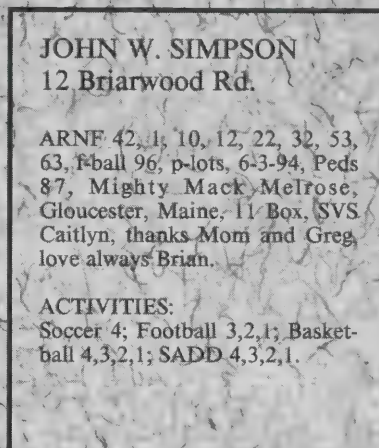 JOHN W. SIMPSON
12 Briarwood Rd.
ARNF 42, 1, 10, 12, 22, 32, 53,
63, f-ball 96, p-lots, 6-3-94, Peds
87, Mighty Mack Melrose,
Gloucester, Maine, 11 Box, SVS
Caitlyn, thanks Mom and Greg,
love always Brian.
ACTIVITIES:
Soccer 4; Football 3,2,1; Basket-
ball 4,3,2,1; SADD 4,3,2,1.